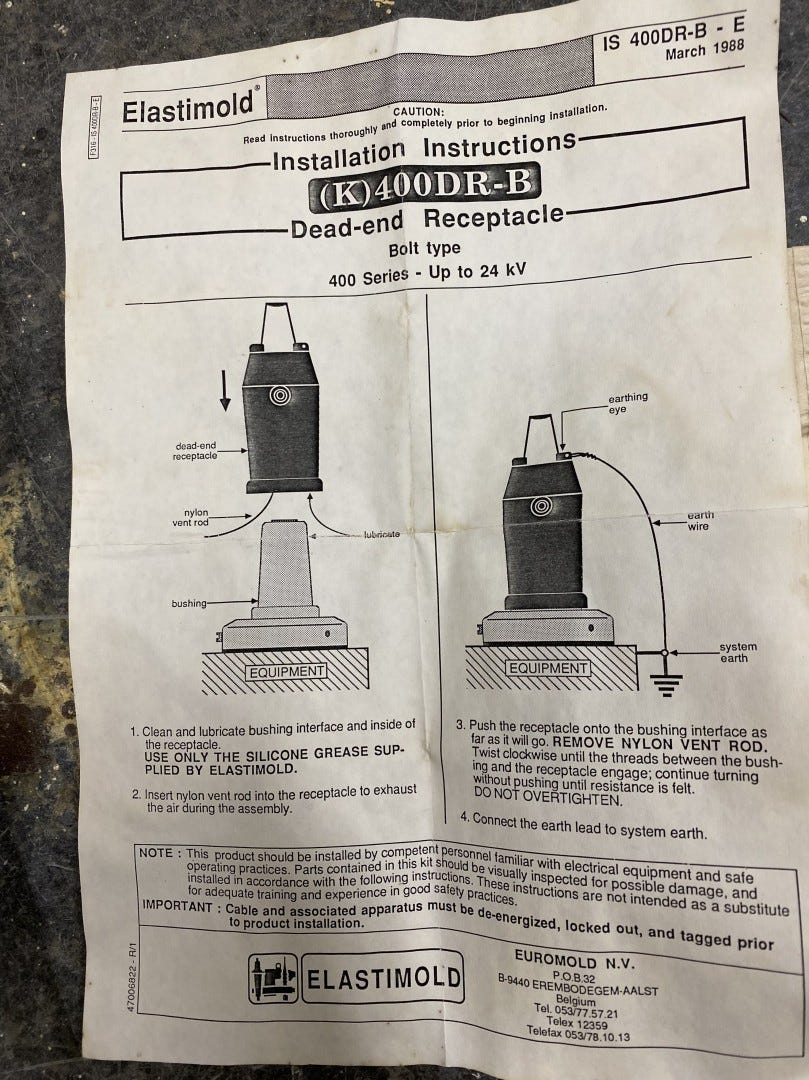 IS 400DR-B - E
March 1988
F316 - IS 400DR-B - E
Elastimold®
CAUTION:
Read instructions thoroughly and completely prior to beginning installation.
Installation Instructions
(K)400DR-B
Dead-end Receptacle
Bolt type
400 Series - Up to 24 kV
dead-end
receptacle
nylon
vent rod
lubricate
bushing
EQUIPMENT
earthing
eye
earth
wire
system
earth
EQUIPMENT
1. Clean and lubricate bushing interface and inside of
the receptacle.
USE ONLY THE SILICONE GREASE SUP-
PLIED BY ELASTIMOLD.
2. Insert nylon vent rod into the receptacle to exhaust
the air during the assembly.
3. Push the receptacle onto the bushing interface as
far as it will go. REMOVE NYLON VENT ROD.
Twist clockwise until the threads between the bush-
ing and the receptacle engage; continue turning
without pushing until resistance is felt.
DO NOT OVERTIGHTEN.
4. Connect the earth lead to system earth.
NOTE : This product should be installed by competent personnel familiar with electrical equipment and safe
operating practices. Parts contained in this kit should be visually inspected for possible damage, and
installed in accordance with the following instructions. These instructions are not intended as a substitute
for adequate training and experience in good safety practices.
IMPORTANT : Cable and associated apparatus must be de-energized, locked out, and tagged prior
to product installation.
47006822 - R/1
ELASTIMOLD
EUROMOLD N.V.
P.O.B.32
B-9440 EREMBODEGEM-AALST
Belgium
Tel. 053/77.57.21
Telex 12359
Telefax 053/78.10.13